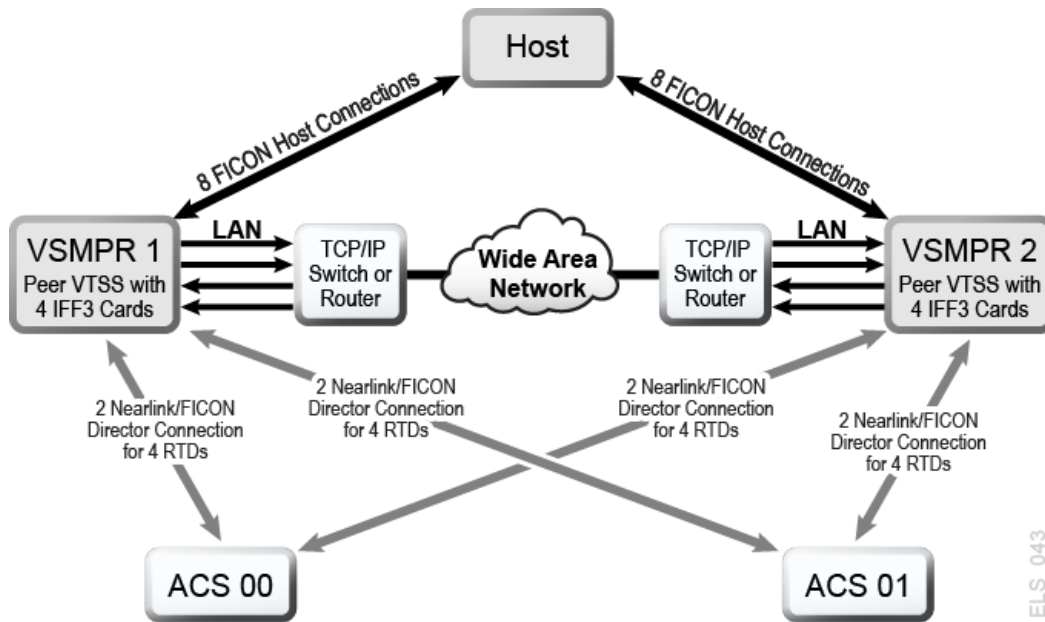 Host
8 FICON Host Connections
8 FICON Host Connections
VSMPR 1
Peer VTSS with
4 IFF3 Cards
LAN
TCP/IP
Switch or
Router
Wide Area
Network
TCP/IP
Switch or
Router
LAN
VSMPR 2
Peer VTSS with
4 IFF3 Cards
2 Nearlink/FICON
Director Connection
for 4 RTDs
2 Nearlink/FICON
Director Connection
for 4 RTDs
2 Nearlink/FICON
Director Connection
for 4 RTDs
2 Nearlink/FICON
Director Connection
for 4 RTDs
ACS 00
ACS 01
ELS_043